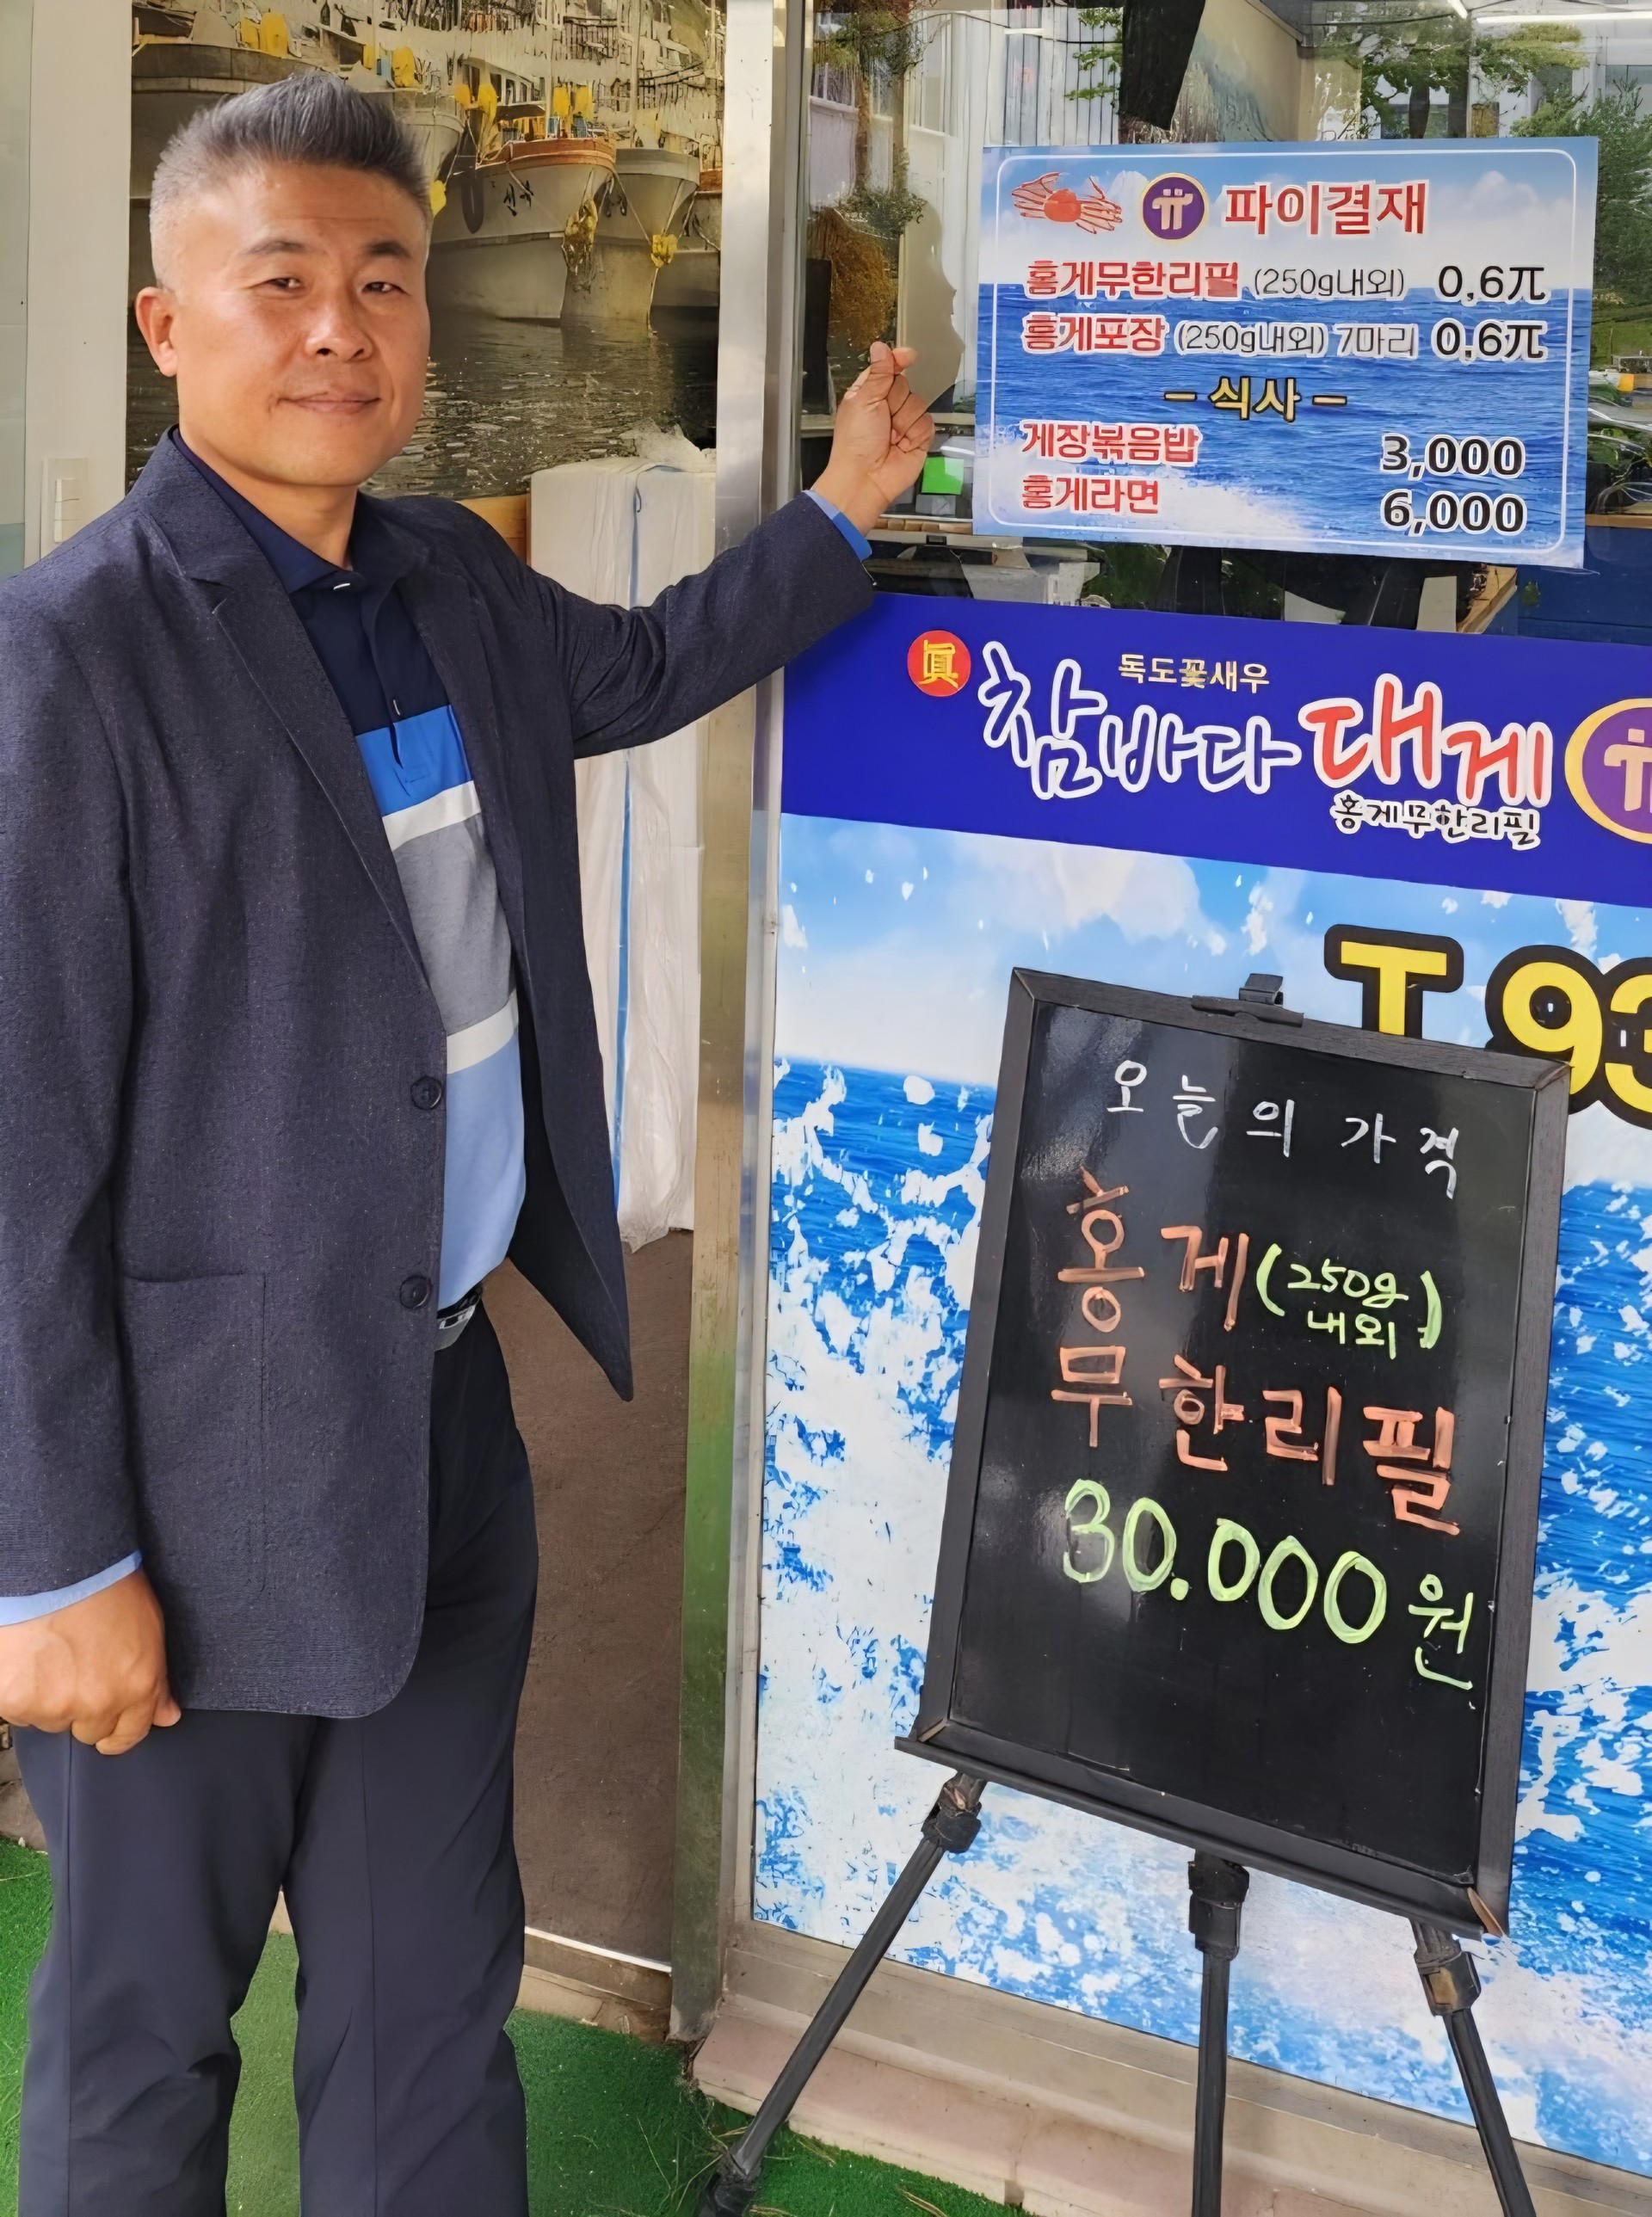 파이결재
홍게무한리필 (250g내외) 0,6π
홍게포장 (250g내외) 7마리 0,6π
- 식사 -
게장볶음밥 3,000
홍게라면 6,000
眞 독도꽃새우
참바다대게
홍게무한리필
T 93
오늘의 가격
홍게(250g
내외)
무한리필
30.000원